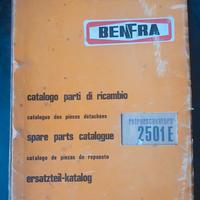 BENFRA
catalogo parti di ricambio
catalogue des pièces détachées
spare parts catalogue
catalogo de piezas de repuesto
ersatzteil-katalog
2501 E